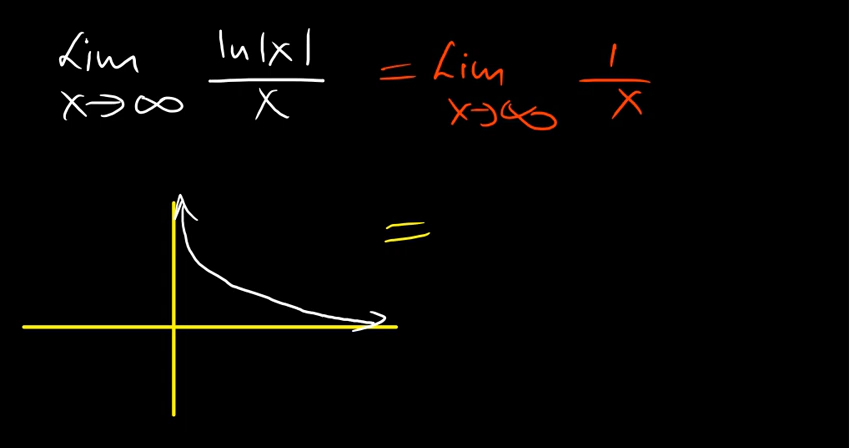 Lim x→∞ ln|x| / x = Lim x→∞ 1 / x
=